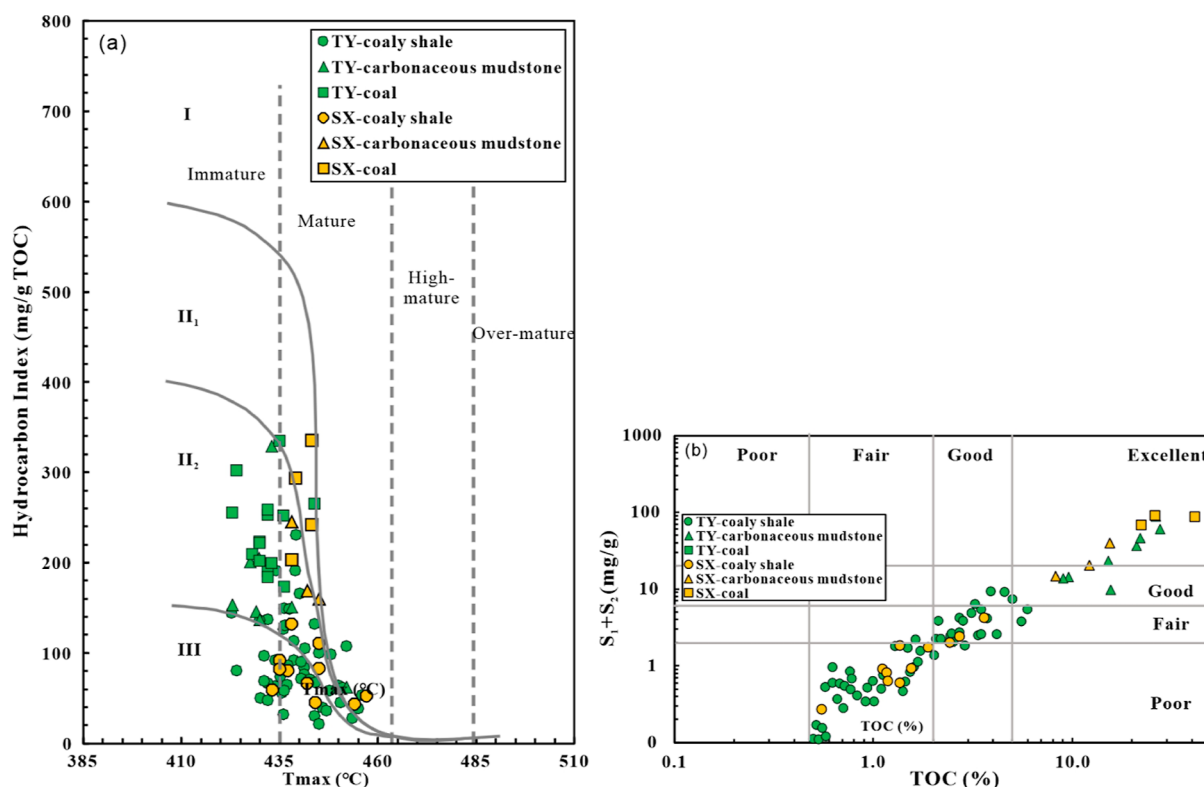 (a)
TY-coaly shale
TY-carbonaceous mudstone
TY-coal
SX-coaly shale
SX-carbonaceous mudstone
SX-coal
Hydrocarbon Index (mg/g TOC)
800
700
600
500
400
300
200
100
0
I
Immature
Mature
High-
mature
Over-mature
II₁
II₂
III
Tmax (℃)
385 410 435 460 485 510
Tmax (℃)
(b)
Poor Fair Good Excellent
TY-coaly shale
TY-carbonaceous mudstone
TY-coal
SX-coaly shale
SX-carbonaceous mudstone
SX-coal
Good
Fair
Poor
S₁+S₂ (mg/g)
1000
100
10
1
0
TOC (%)
0.1 1.0 10.0
TOC (%)